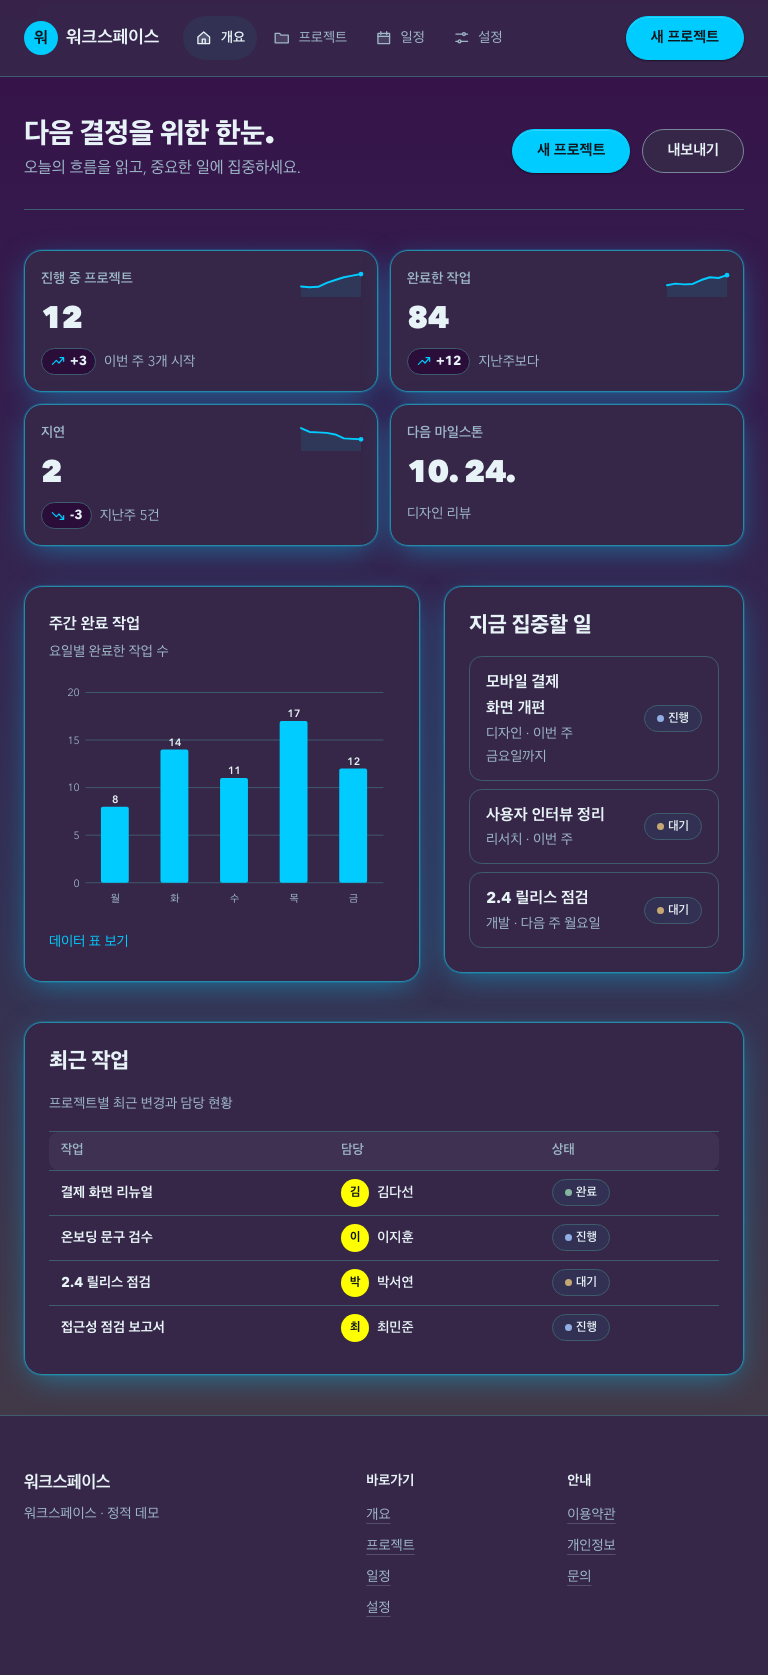 워 워크스페이스 개요 프로젝트 일정 설정 새 프로젝트
다음 결정을 위한 한눈.
오늘의 흐름을 읽고, 중요한 일에 집중하세요.
새 프로젝트 내보내기
진행 중 프로젝트
12
+3 이번 주 3개 시작
완료한 작업
84
+12 지난주보다
지연
2
-3 지난주 5건
다음 마일스톤
10. 24.
디자인 리뷰
주간 완료 작업
요일별 완료한 작업 수
20
15
10
5
0
8
14
11
17
12
월 화 수 목 금
데이터 표 보기
지금 집중할 일
모바일 결제
화면 개편
디자인 · 이번 주
금요일까지
진행
사용자 인터뷰 정리
리서치 · 이번 주
대기
2.4 릴리스 점검
개발 · 다음 주 월요일
대기
최근 작업
프로젝트별 최근 변경과 담당 현황
작업 담당 상태
결제 화면 리뉴얼 김 김다선 완료
온보딩 문구 검수 이 이지훈 진행
2.4 릴리스 점검 박 박서연 대기
접근성 점검 보고서 최 최민준 진행
워크스페이스
워크스페이스 · 정적 데모
바로가기
개요
프로젝트
일정
설정
안내
이용약관
개인정보
문의